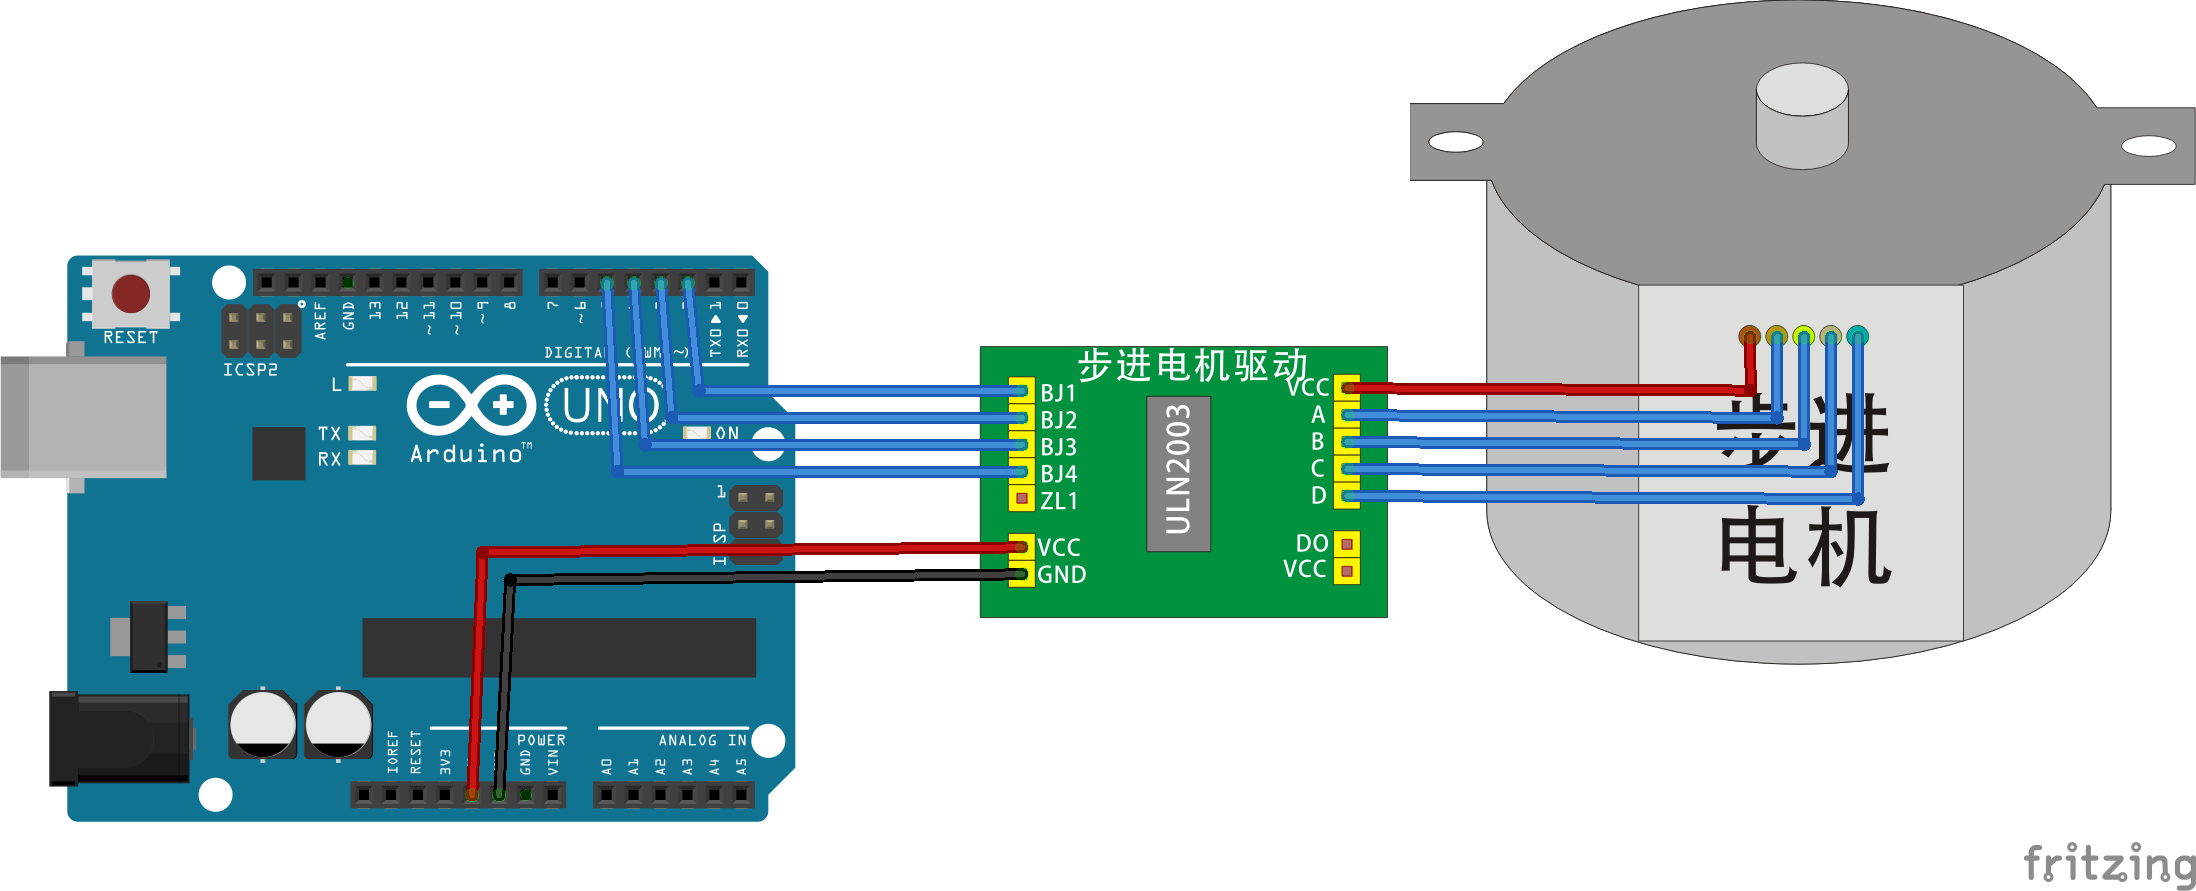 RESET
ICSP2
AREF
GND
13
12
~11
~10
~9
8
7
~6
TX0▶1
RX0◀0
DIGITAL
~)
L
TX
RX
UNO
Arduino™
ON
1
IOREF
RESET
3V3
GND
VIN
POWER
ANALOG IN
A0
A1
A2
A3
A4
A5
步进电机驱动
BJ1
BJ2
BJ3
BJ4
ZL1
VCC
GND
ULN2003
VCC
A
B
C
D
DO
VCC
步进
电机
fritzing